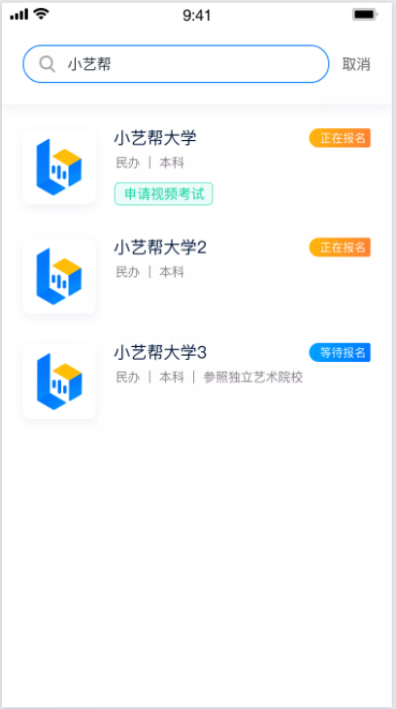 9:41
小艺帮 取消
小艺帮大学 正在报名
民办 | 本科
申请视频考试
小艺帮大学2 正在报名
民办 | 本科
小艺帮大学3 等待报名
民办 | 本科 | 参照独立艺术院校